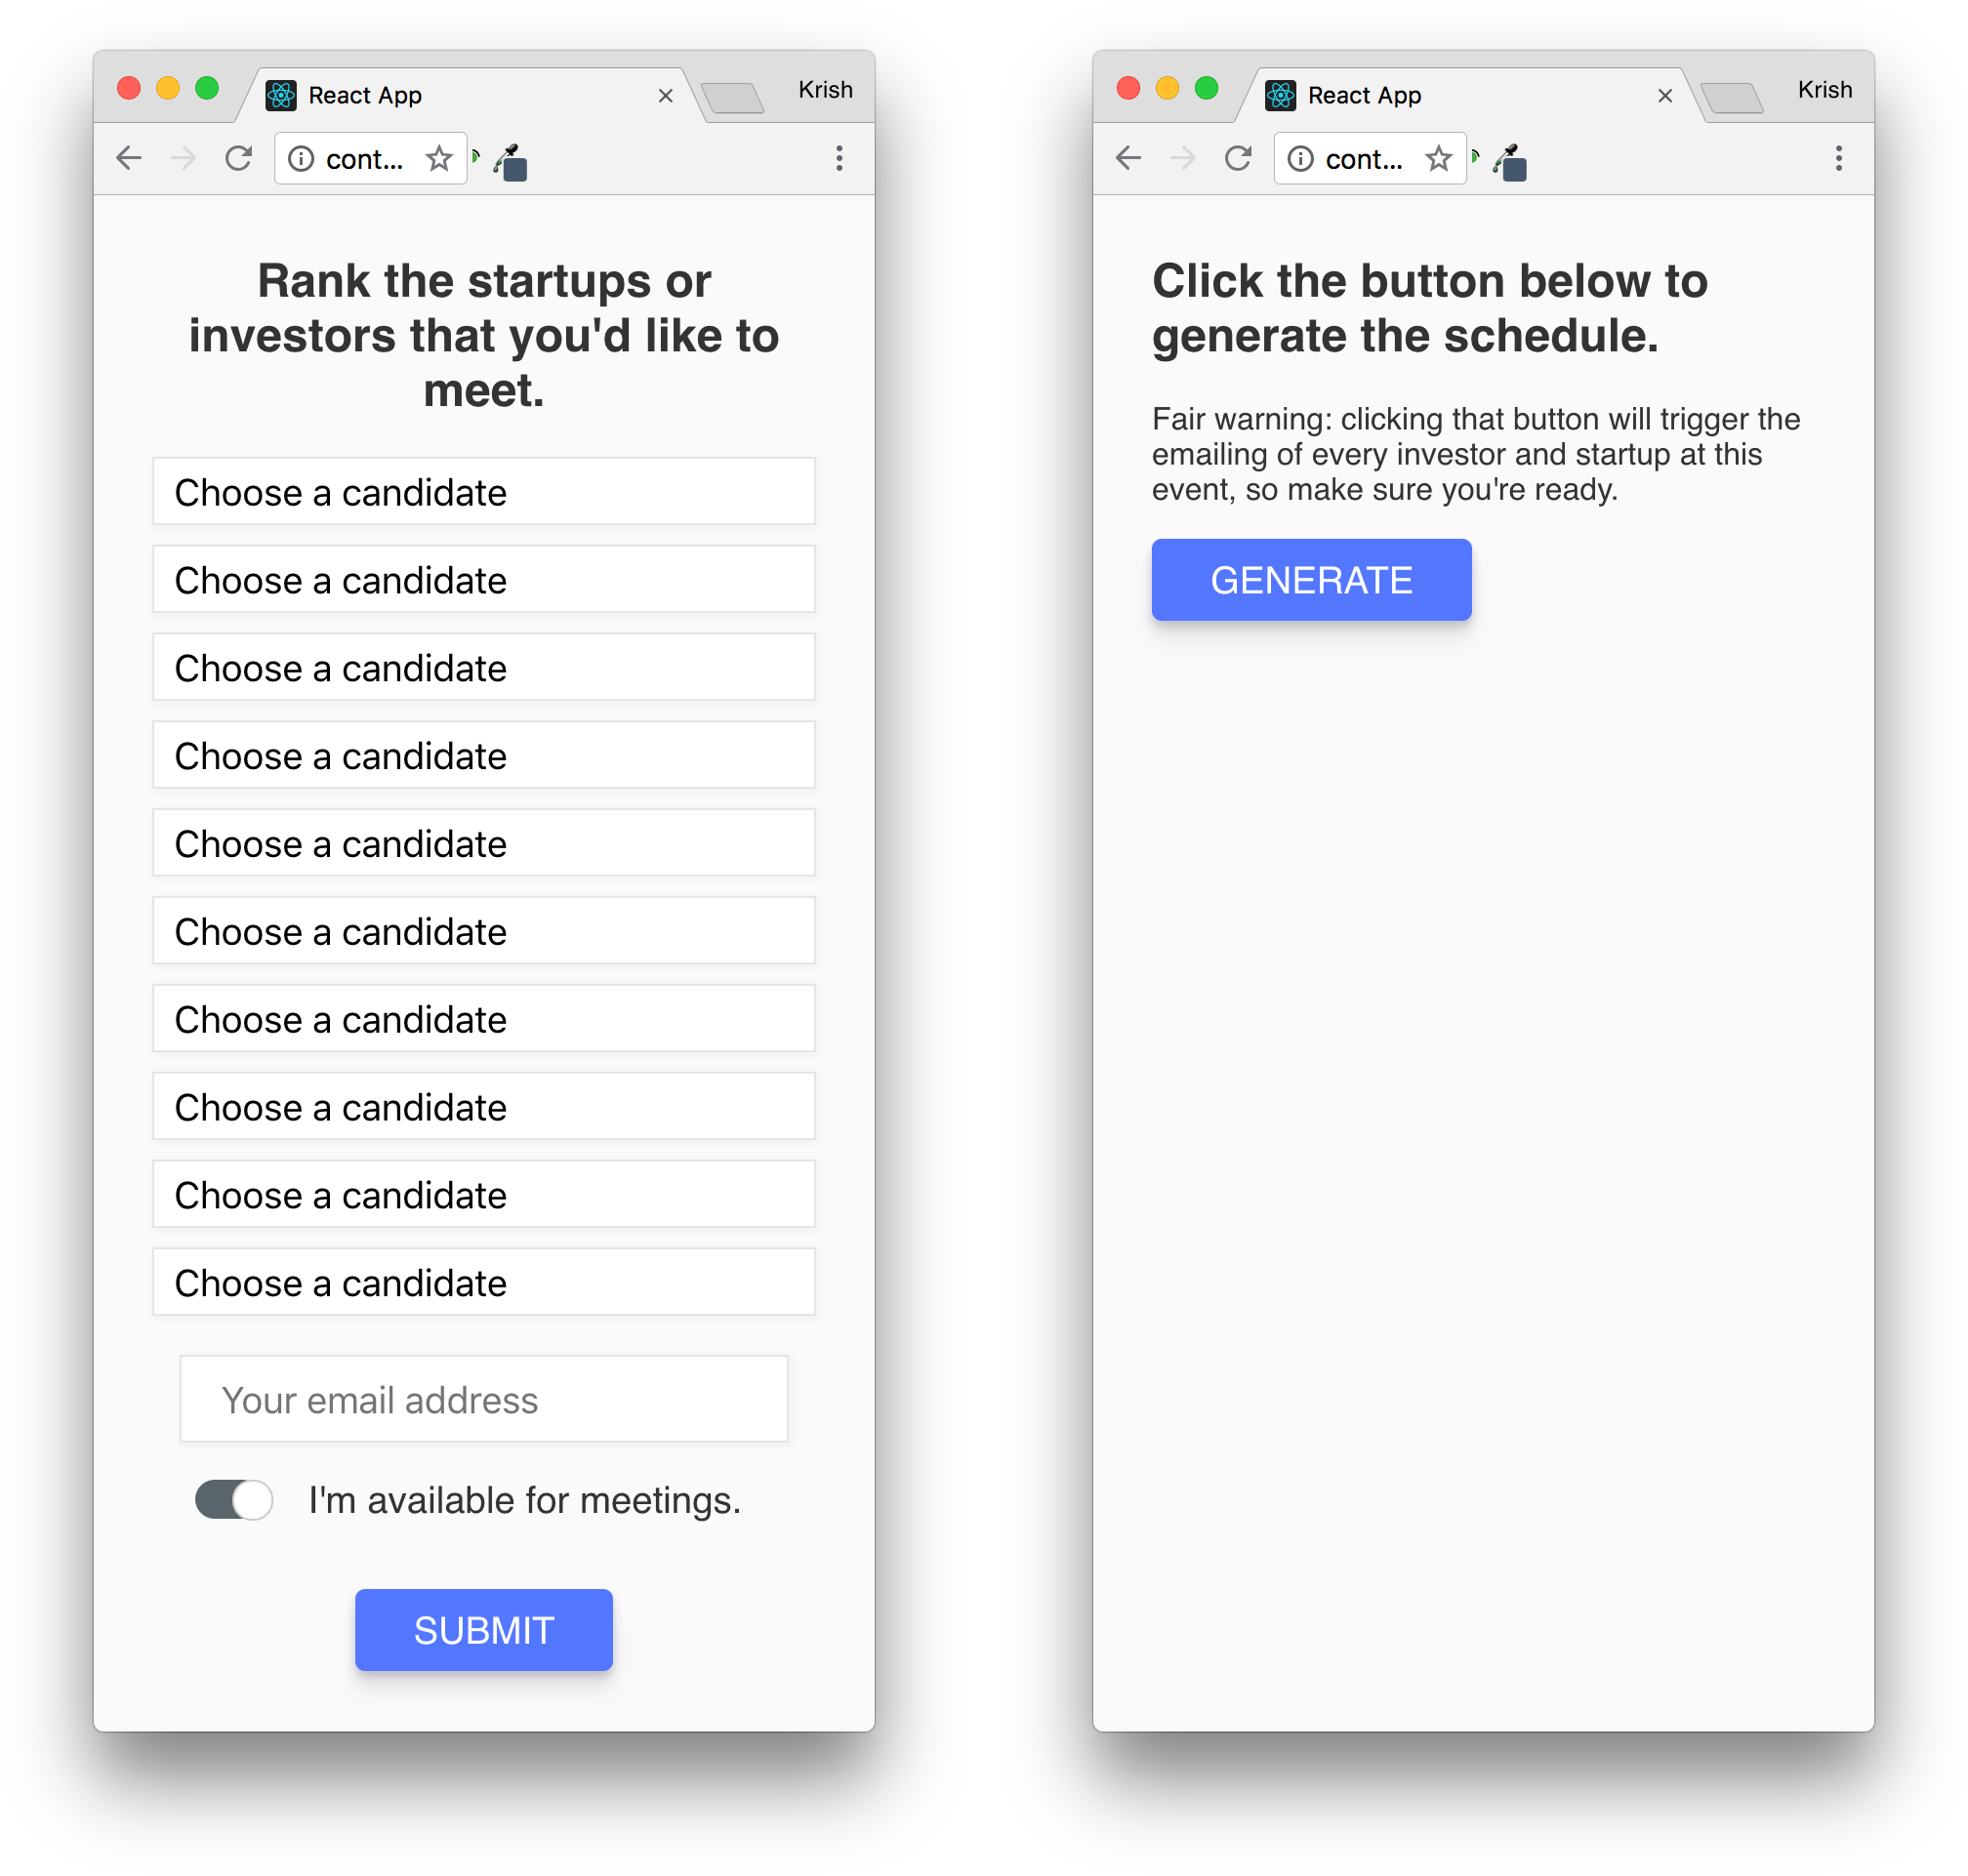 React App
Krish
cont...
Rank the startups or
investors that you'd like to
meet.
Choose a candidate
Choose a candidate
Choose a candidate
Choose a candidate
Choose a candidate
Choose a candidate
Choose a candidate
Choose a candidate
Choose a candidate
Choose a candidate
Your email address
I'm available for meetings.
SUBMIT
React App
Krish
cont...
Click the button below to
generate the schedule.
Fair warning: clicking that button will trigger the
emailing of every investor and startup at this
event, so make sure you're ready.
GENERATE